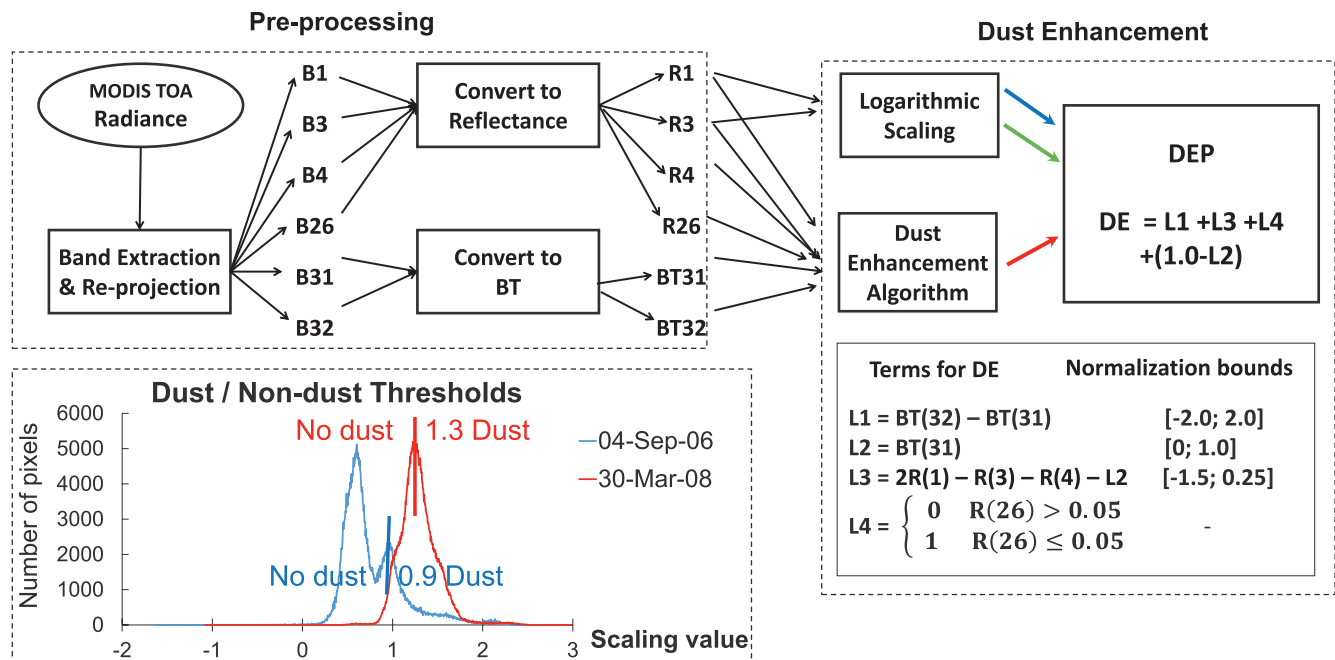 Pre-processing
MODIS TOA
Radiance
Band Extraction
& Re-projection
B1
B3
B4
B26
B31
B32
Convert to
Reflectance
Convert to
BT
R1
R3
R4
R26
BT31
BT32
Dust Enhancement
Logarithmic
Scaling
Dust
Enhancement
Algorithm
DEP
DE = L1 +L3 +L4
+(1.0-L2)
Terms for DE Normalization bounds
L1 = BT(32) – BT(31) [-2.0; 2.0]
L2 = BT(31) [0; 1.0]
L3 = 2R(1) – R(3) – R(4) – L2 [-1.5; 0.25]
L4 = { 0 R(26) > 0.05
1 R(26) ≤ 0.05 -
Dust / Non-dust Thresholds
Number of pixels
6000
5000
4000
3000
2000
1000
0
No dust 1.3 Dust
No dust 0.9 Dust
04-Sep-06
30-Mar-08
-2 -1 0 1 2 3
Scaling value